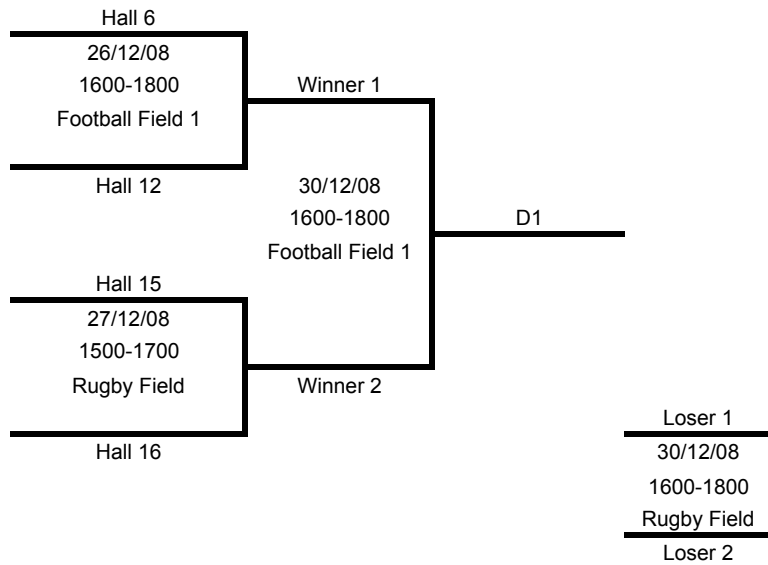 Hall 6
26/12/08
1600-1800
Football Field 1
Hall 12
Winner 1
30/12/08
1600-1800
Football Field 1
D1
Hall 15
27/12/08
1500-1700
Rugby Field
Hall 16
Winner 2
Loser 1
30/12/08
1600-1800
Rugby Field
Loser 2